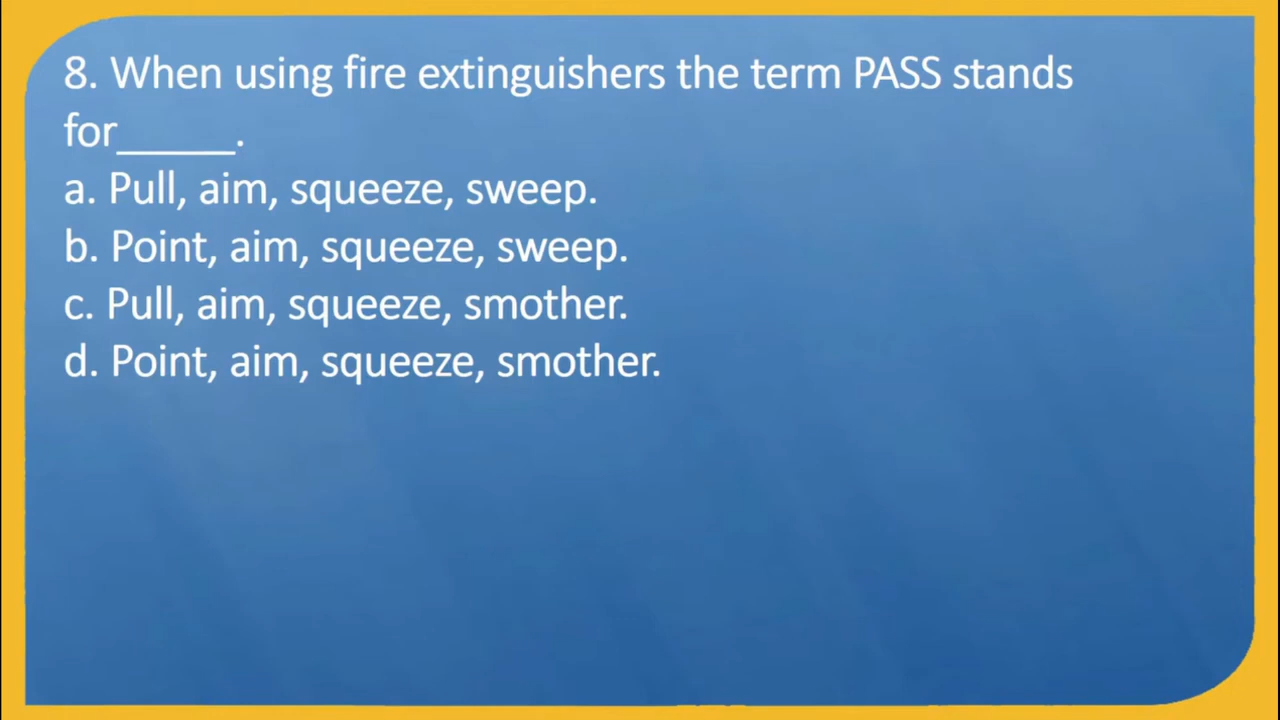 8. When using fire extinguishers the term PASS stands
for_____.
a. Pull, aim, squeeze, sweep.
b. Point, aim, squeeze, sweep.
c. Pull, aim, squeeze, smother.
d. Point, aim, squeeze, smother.